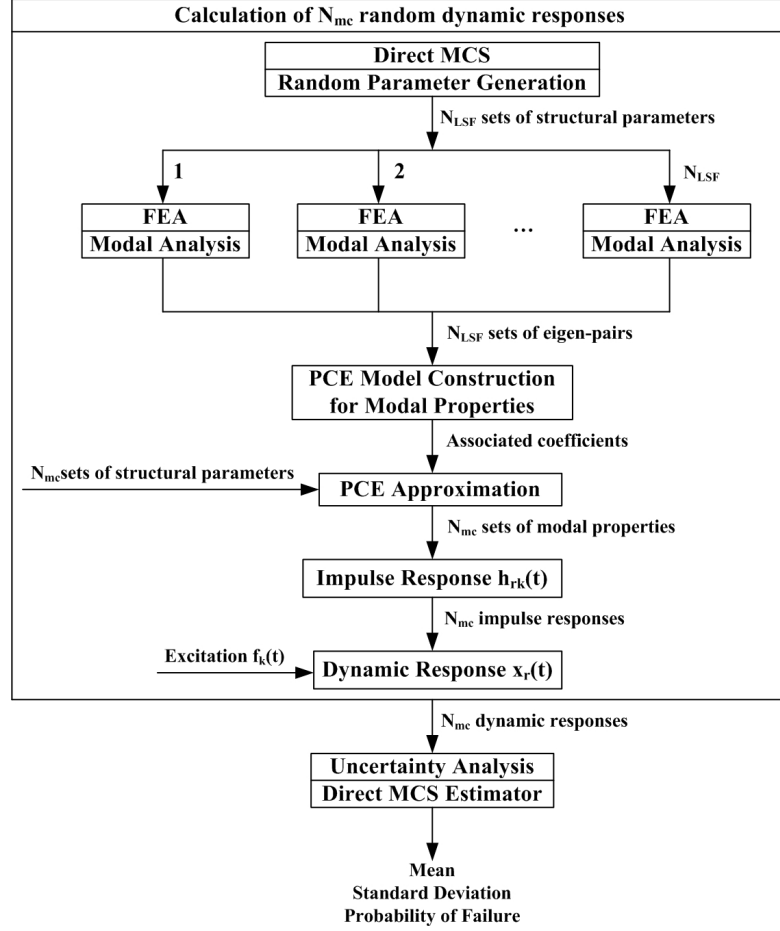 Calculation of Nmc random dynamic responses
Direct MCS
Random Parameter Generation
NLSF sets of structural parameters
1
2
NLSF
FEA
Modal Analysis
FEA
Modal Analysis
...
FEA
Modal Analysis
NLSF sets of eigen-pairs
PCE Model Construction
for Modal Properties
Associated coefficients
Nmcsets of structural parameters
PCE Approximation
Nmc sets of modal properties
Impulse Response hrk(t)
Nmc impulse responses
Excitation fk(t)
Dynamic Response xr(t)
Nmc dynamic responses
Uncertainty Analysis
Direct MCS Estimator
Mean
Standard Deviation
Probability of Failure